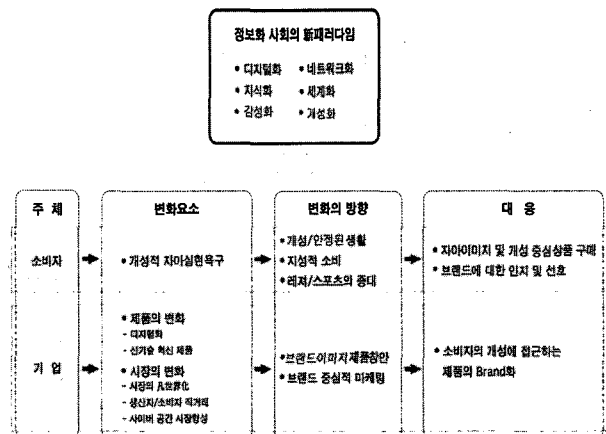 정보화 사회의 新패러다임
• 디지털화 • 네트워크화
• 지식화 • 세계화
• 감성화 • 개성화
주 체
변화요소
변화의 방향
대 응
소비자
• 개성적 자아실현욕구
• 개성/안정된 생활
• 지성적 소비
• 레져/스포츠의 증대
• 자아이미지 및 개성 중심상품 구매
• 브랜드에 대한 인지 및 선호
기 업
• 제품의 변화
- 디지털화
- 신기술 혁신 제품
• 시장의 변화
- 시장의 凡世界化
- 생산자/소비자 직거래
- 사이버 공간 시장형성
• 브랜드이미지 제품창안
• 브랜드 중심적 마케팅
• 소비자의 개성에 접근하는
제품의 Brand화